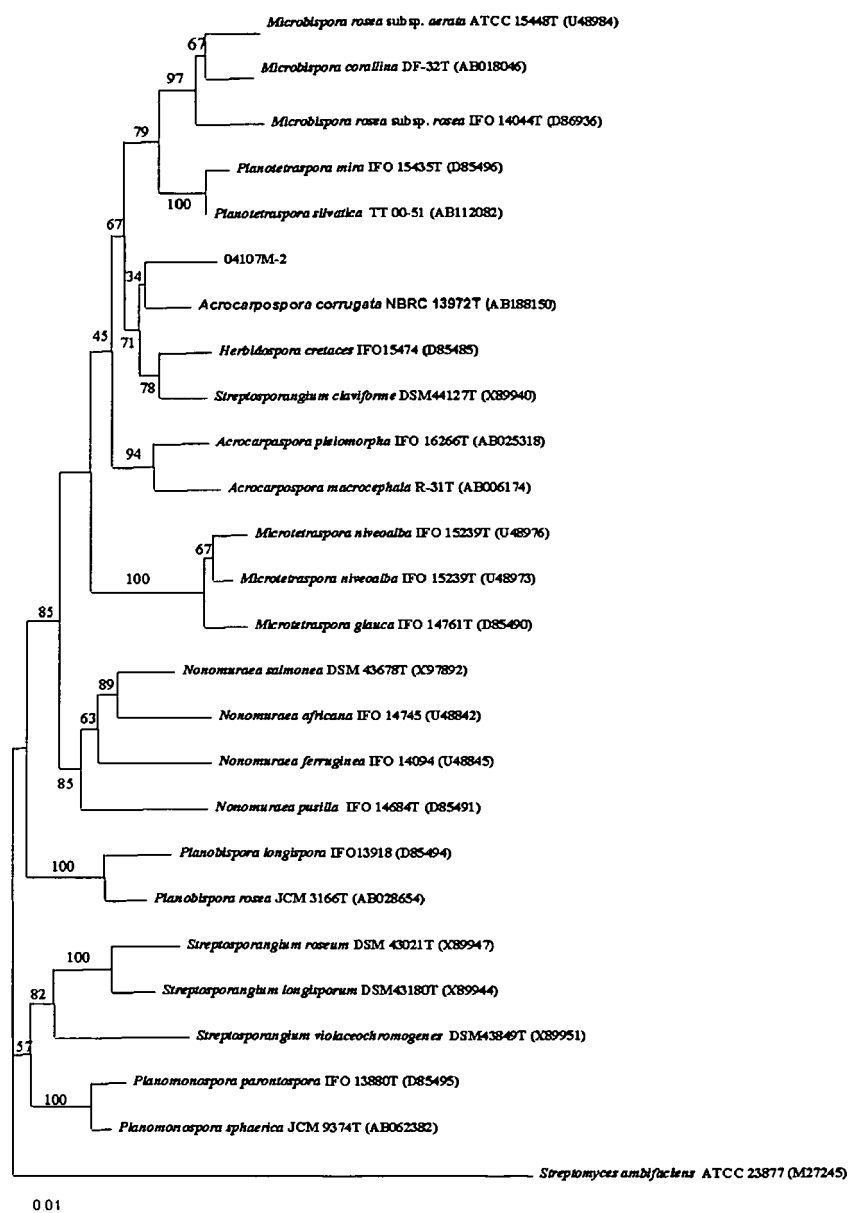 Microbispora rosea subsp. aerata ATCC 15448T (U48984)
67
Microbispora corallina DF-32T (AB018046)
97
Microbispora rosea subsp. rosea IFO 14044T (D86936)
79
Planotetraspora mira IFO 15435T (D85496)
100
Planotetraspora silvatica TT 00-51 (AB112082)
67
04107M-2
34
Acrocarpospora corrugata NBRC 13972T (AB188150)
45
71
Herbidospora cretaces IFO15474 (D85485)
78
Streptosporangium claviforme DSM44127T (X89940)
Acrocarpaspora pleiomorpha IFO 16266T (AB025318)
94
Acrocarpospora macrocephala R-31T (AB006174)
Microtetraspora niveoalba IFO 15239T (U48976)
67
100
Microtetraspora niveoalba IFO 15239T (U48973)
85
Microtetraspora glauca IFO 14761T (D85490)
Nonomuraea salmonea DSM 43678T (X97892)
89
Nonomuraea africana IFO 14745 (U48842)
63
Nonomuraea ferruginea IFO 14094 (U48845)
85
Nonomuraea pusilla IFO 14684T (D85491)
Planobispora longispora IFO13918 (D85494)
100
Planobispora rosea JCM 3166T (AB028654)
Streptosporangium roseum DSM 43021T (X89947)
100
Streptosporangium longisporum DSM43180T (X89944)
82
Streptosporangium violaceochromogenes DSM43849T (X89951)
57
Planomonospora parontospora IFO 13880T (D85495)
100
Planomonospora sphaerica JCM 9374T (AB062382)
Streptomyces ambifaciens ATCC 23877 (M27245)
0.01